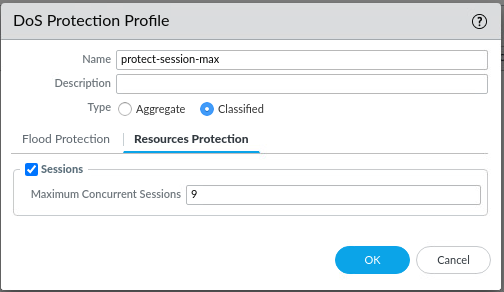 DoS Protection Profile ?
Name protect-session-max
Description
Type Aggregate Classified
Flood Protection Resources Protection
Sessions
Maximum Concurrent Sessions 9
OK Cancel